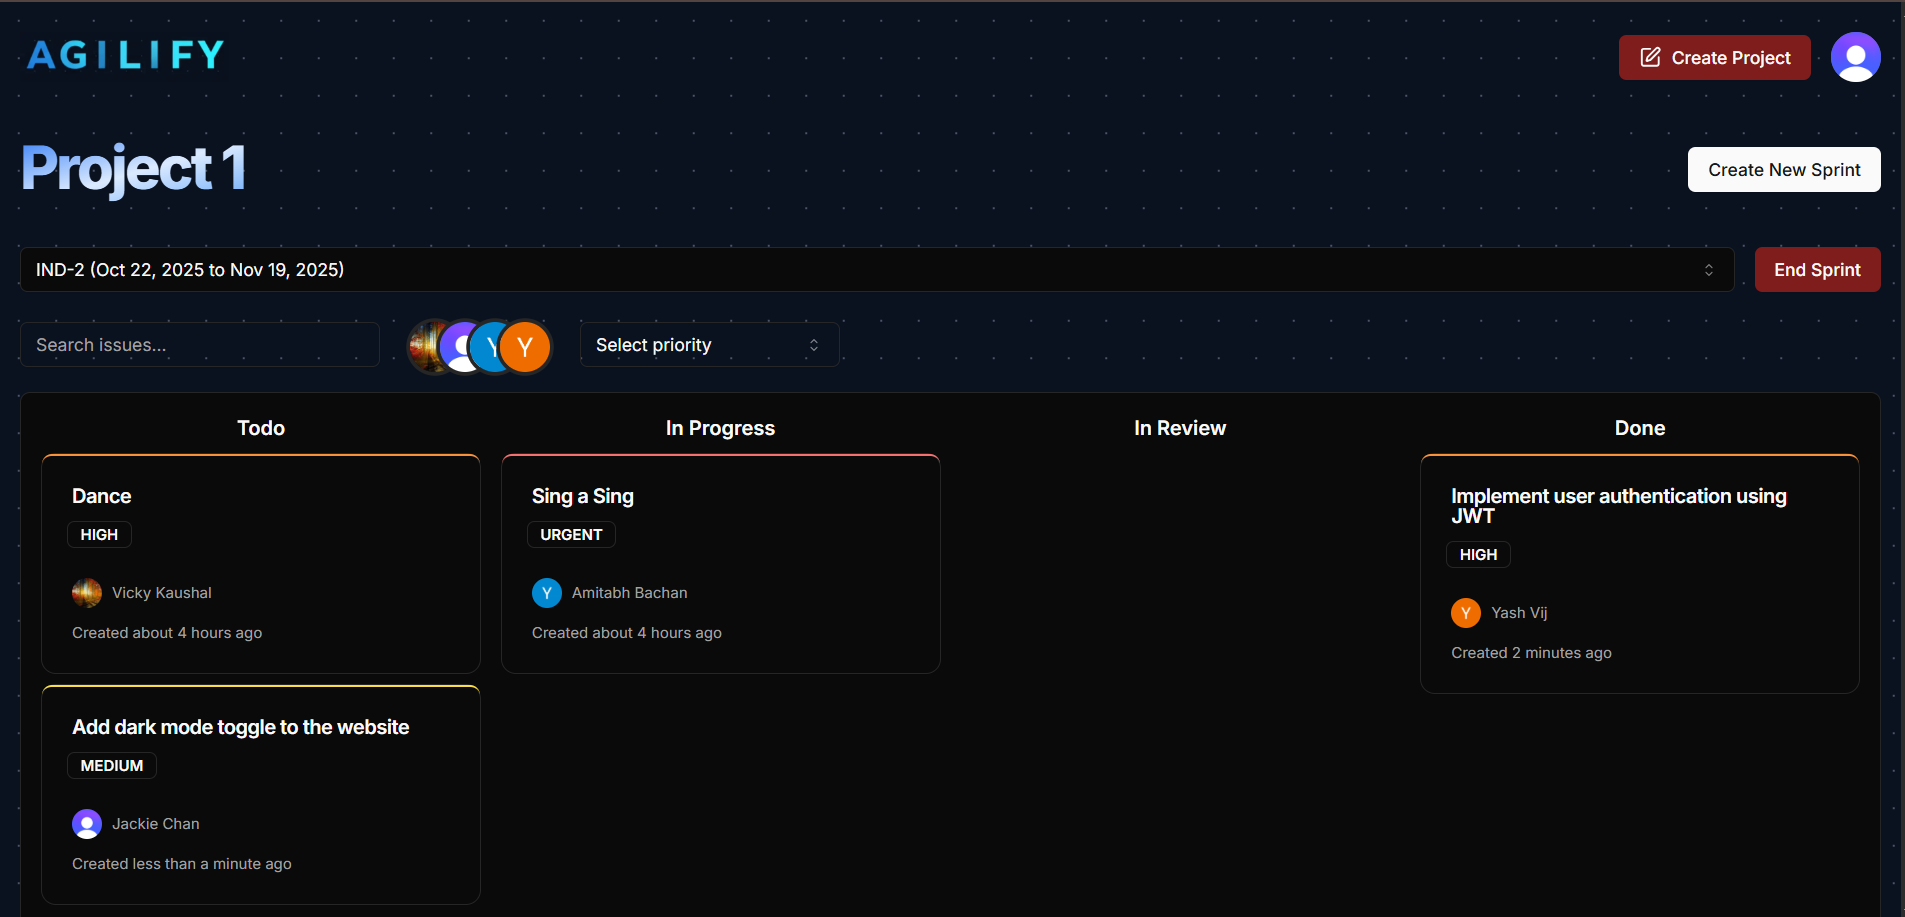 AGILIFY
Create Project
Project 1
Create New Sprint
IND-2 (Oct 22, 2025 to Nov 19, 2025)
End Sprint
Search issues...
Y
Y
Select priority
Todo
In Progress
In Review
Done
Dance
HIGH
Vicky Kaushal
Created about 4 hours ago
Add dark mode toggle to the website
MEDIUM
Jackie Chan
Created less than a minute ago
Sing a Sing
URGENT
Y
Amitabh Bachan
Created about 4 hours ago
Implement user authentication using
JWT
HIGH
Y
Yash Vij
Created 2 minutes ago